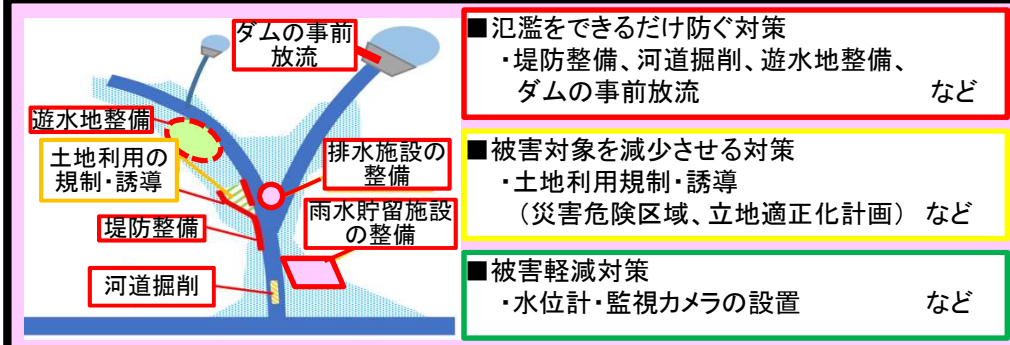 ダムの事前
放流
遊水地整備
土地利用の
規制・誘導
排水施設の
整備
堤防整備
雨水貯留施設
の整備
河道掘削
■氾濫をできるだけ防ぐ対策
・堤防整備、河道掘削、遊水地整備、
ダムの事前放流 など
■被害対象を減少させる対策
・土地利用規制・誘導
(災害危険区域、立地適正化計画) など
■被害軽減対策
・水位計・監視カメラの設置 など